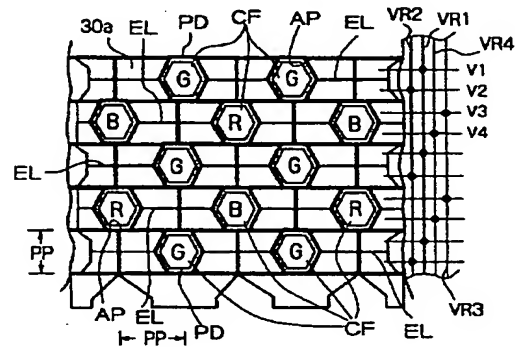 30a EL PD CF AP EL VR2 VR1 VR4
G G V1
V2
B R B V3
V4
EL G G
R B R
PP G G
AP EL PD CF EL VR3
PP